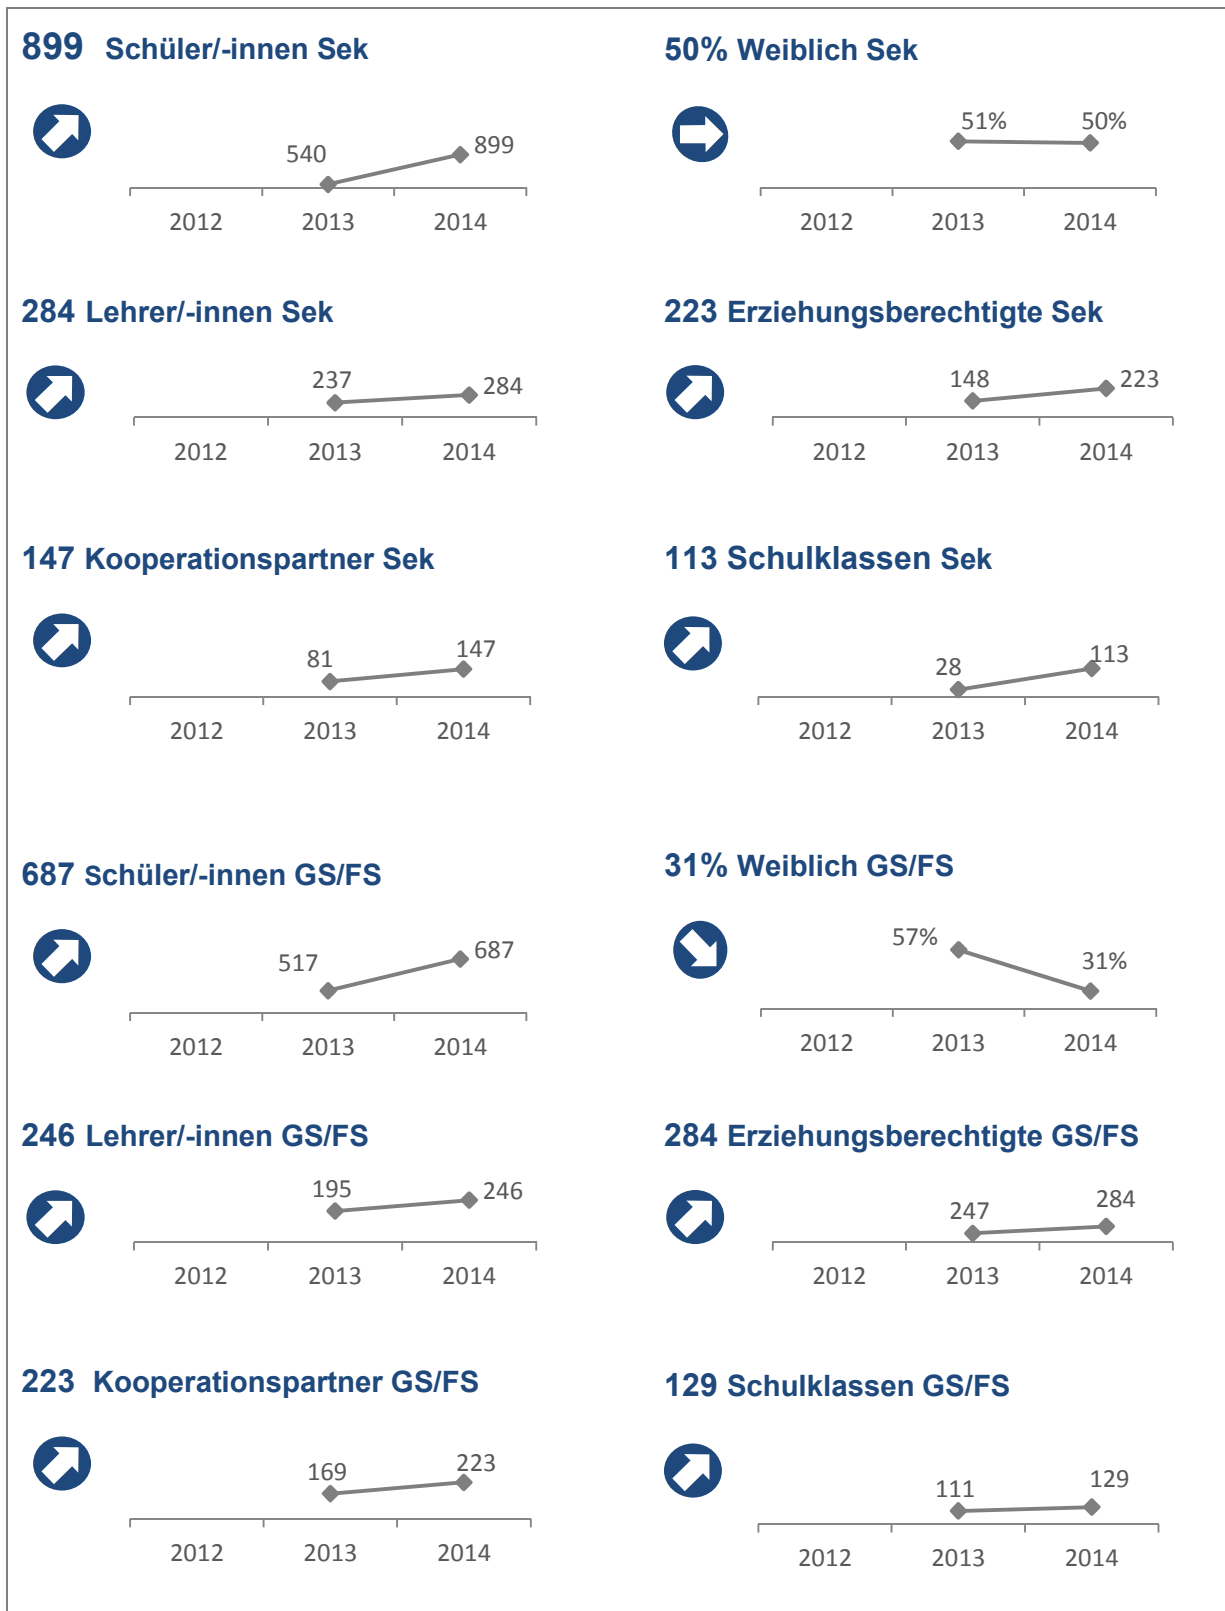 899 Schüler/-innen Sek
540
899
2012 2013 2014
50% Weiblich Sek
51% 50%
2012 2013 2014
284 Lehrer/-innen Sek
237
284
2012 2013 2014
223 Erziehungsberechtigte Sek
148
223
2012 2013 2014
147 Kooperationspartner Sek
81
147
2012 2013 2014
113 Schulklassen Sek
28
113
2012 2013 2014
687 Schüler/-innen GS/FS
517
687
2012 2013 2014
31% Weiblich GS/FS
57%
31%
2012 2013 2014
246 Lehrer/-innen GS/FS
195
246
2012 2013 2014
284 Erziehungsberechtigte GS/FS
247
284
2012 2013 2014
223 Kooperationspartner GS/FS
169
223
2012 2013 2014
129 Schulklassen GS/FS
111
129
2012 2013 2014